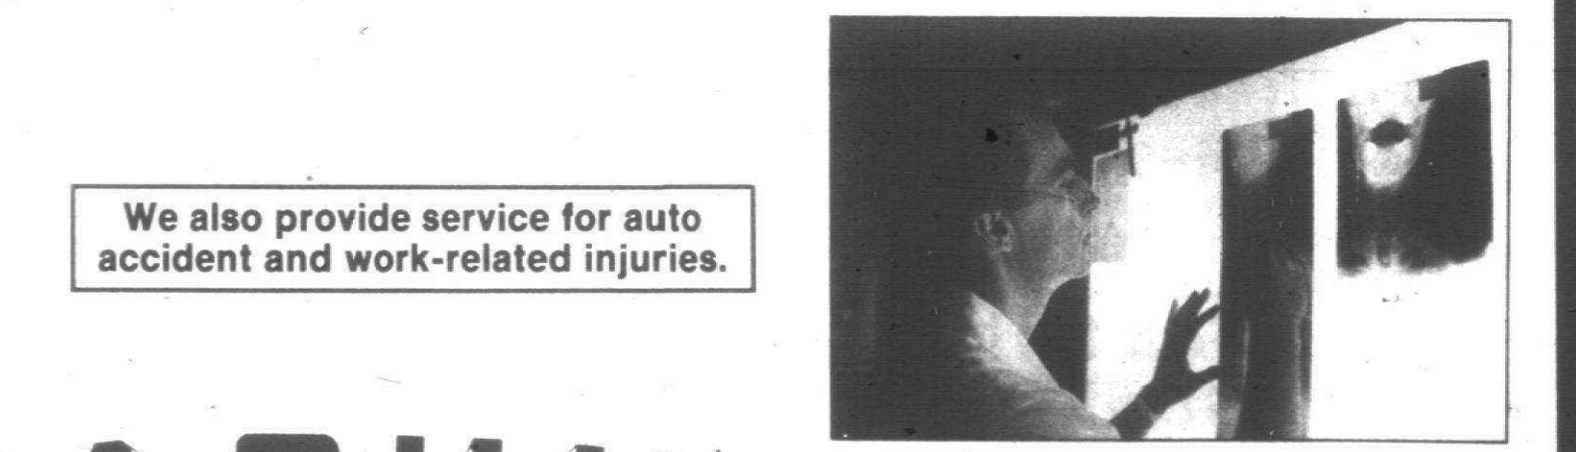 We also provide service for auto
accident and work-related injuries.